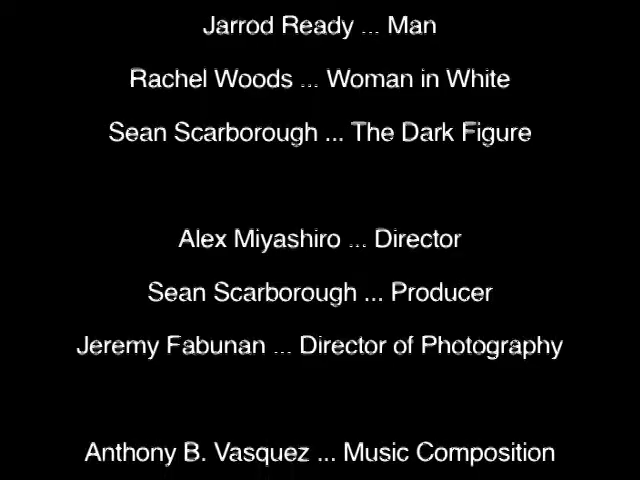 Jarrod Ready ... Man
Rachel Woods ... Woman in White
Sean Scarborough ... The Dark Figure
Alex Miyashiro ... Director
Sean Scarborough ... Producer
Jeremy Fabunan ... Director of Photography
Anthony B. Vasquez ... Music Composition